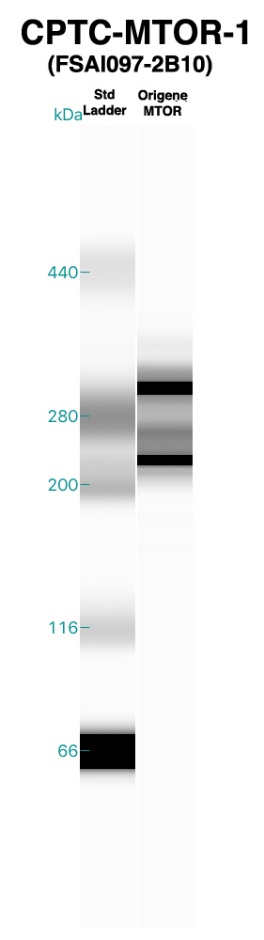 CPTC-MTOR-1
(FSAI097-2B10)
Std Origene
kDa Ladder MTOR
440
280
200
116
66